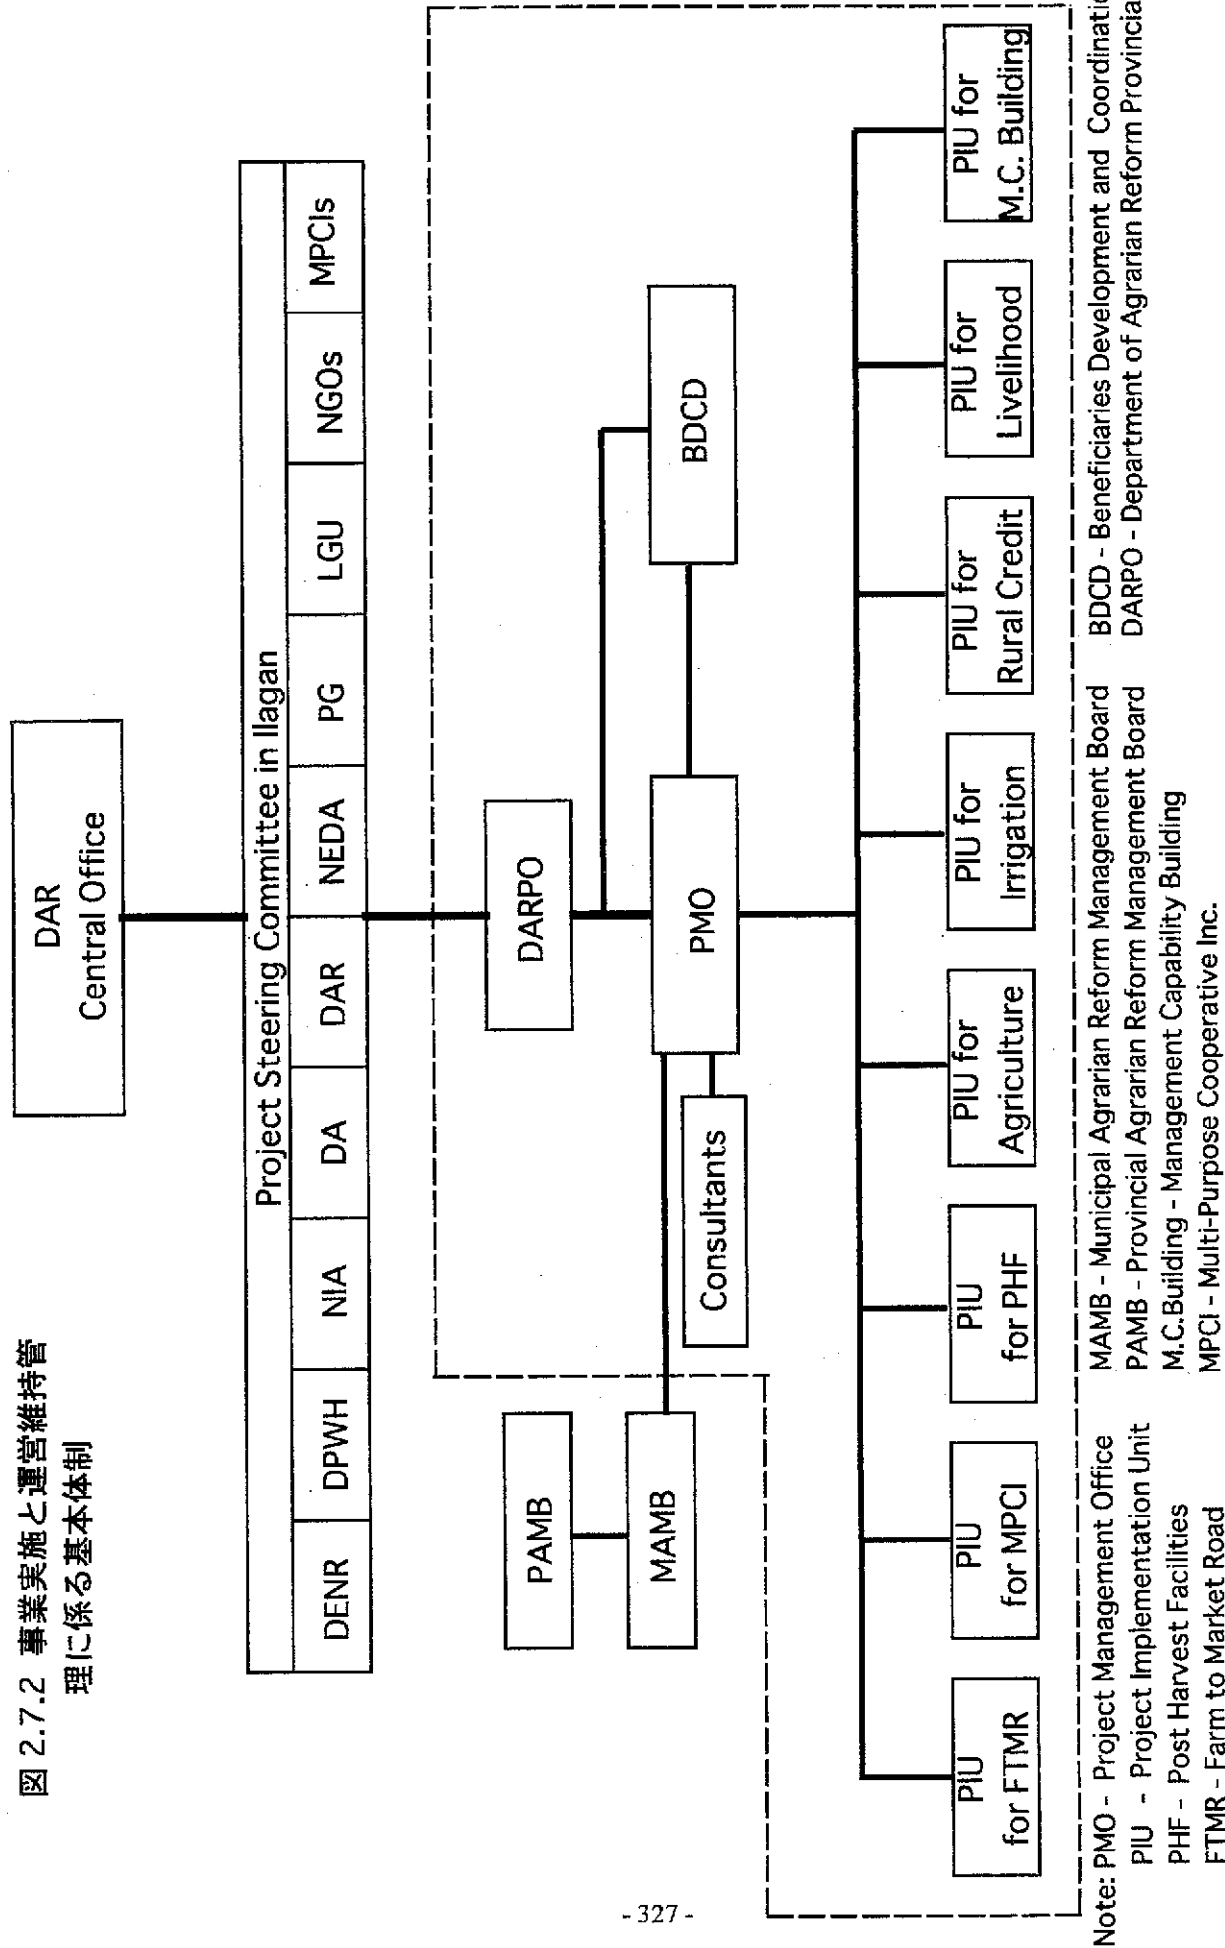 図 2.7.2 事業実施と運営維持管
理に係る基本体制
DAR
Central Office
Project Steering Committee in Ilagan
DENR
DPWH
NIA
DA
DAR
NEDA
PG
LGU
NGOs
MPCIs
DARPO
PAMB
MAMB
PMO
BDCD
Consultants
PIU
for FTMR
PIU
for MPCI
PIU
for PHF
PIU for
Agriculture
PIU for
Irrigation
PIU for
Rural Credit
PIU for
Livelihood
PIU for
M.C. Building
Note: PMO - Project Management Office
PIU - Project Implementation Unit
PHF - Post Harvest Facilities
FTMR - Farm to Market Road
MAMB - Municipal Agrarian Reform Management Board
PAMB - Provincial Agrarian Reform Management Board
M.C.Building - Management Capability Building
MPCI - Multi-Purpose Cooperative Inc.
BDCD - Beneficiaries Development and Coordinatio
DARPO - Department of Agrarian Reform Provincial
- 327 -